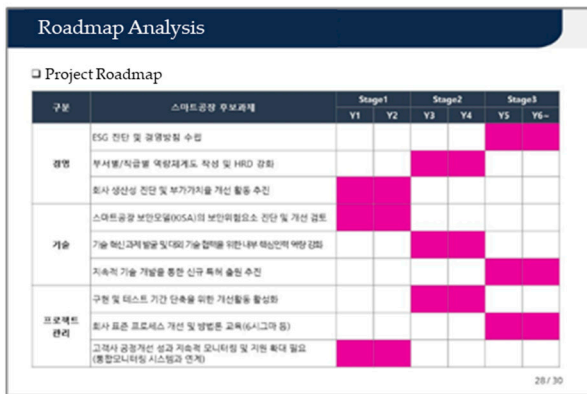 Roadmap Analysis
❑ Project Roadmap
구분 스마트공장 후보과제 Stage1 Stage2 Stage3
Y1 Y2 Y3 Y4 Y5 Y6~
경영
ESG 진단 및 경영방침 수립
부서별/직급별 역량체계도 작성 및 HRD 강화
회사 생산성 진단 및 부가가치율 개선 활동 추진
기술
스마트공장 보안모델(KISA)의 보안위험요소 진단 및 개선 검토
기술 혁신과제 발굴 및 대외 기술협력을 위한 내부 핵심인력 역량 강화
지속적 기술 개발을 통한 신규 특허 출원 추진
프로젝트
관리
구현 및 테스트 기간 단축을 위한 개선활동 활성화
회사 표준 프로세스 개선 및 방법론 교육(6시그마 등)
고객사 공정개선 성과 지속적 모니터링 및 지원 확대 필요
(통합모니터링 시스템과 연계)
28/30